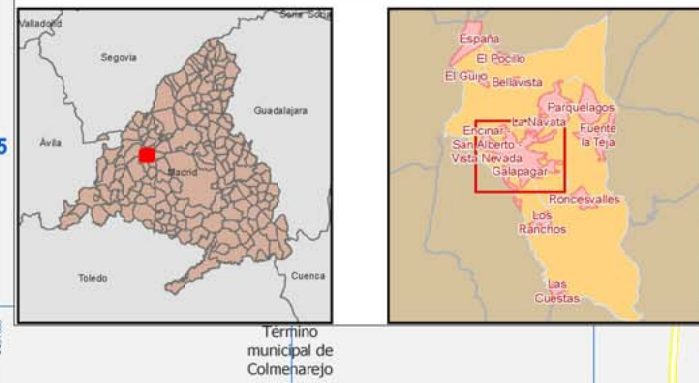 Valladolid
Segovia
Guadalajara
Ávila
Madrid
Toledo
Cuenca
España
El Pocillo
El Guijo
Bellavista
Parquelagos
La Navata
Fuente
la Teja
Encinar
San Alberto
Vista Nevada
Galapagar
Roncesvalles
Los
Ranchos
Las
Cuestas
5
Término
municipal de
Colmenarejo